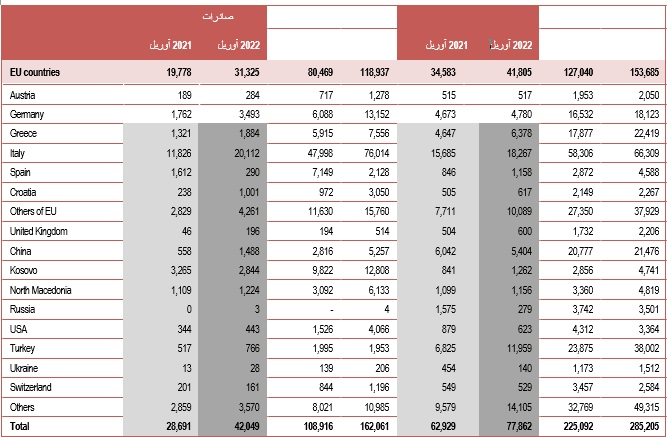 صادرات
2021 آوریل 2022 آوریل 2021 آوریل 2022 آوریل
EU countries 19,778 31,325 80,469 118,937 34,583 41,805 127,040 153,685
Austria 189 284 717 1,278 515 517 1,953 2,050
Germany 1,762 3,493 6,088 13,152 4,673 4,780 16,532 18,123
Greece 1,321 1,884 5,915 7,556 4,647 6,378 17,877 22,419
Italy 11,826 20,112 47,998 76,014 15,685 18,267 58,306 66,309
Spain 1,612 290 7,149 2,128 846 1,158 2,872 4,588
Croatia 238 1,001 972 3,050 505 617 2,149 2,267
Others of EU 2,829 4,261 11,630 15,760 7,711 10,089 27,350 37,929
United Kingdom 46 196 194 514 504 600 1,732 2,206
China 558 1,488 2,816 5,257 6,042 5,404 20,777 21,476
Kosovo 3,265 2,844 9,822 12,808 841 1,262 2,856 4,741
North Macedonia 1,109 1,224 3,092 6,133 1,099 1,156 3,360 4,819
Russia 0 3 - 4 1,575 279 3,742 3,501
USA 344 443 1,526 4,066 879 623 4,312 3,364
Turkey 517 766 1,995 1,953 6,825 11,959 23,875 38,002
Ukraine 13 28 139 206 454 140 1,173 1,512
Switzerland 201 161 844 1,196 549 529 3,457 2,584
Others 2,859 3,570 8,021 10,985 9,579 14,105 32,769 49,315
Total 28,691 42,049 108,916 162,061 62,929 77,862 225,092 285,205